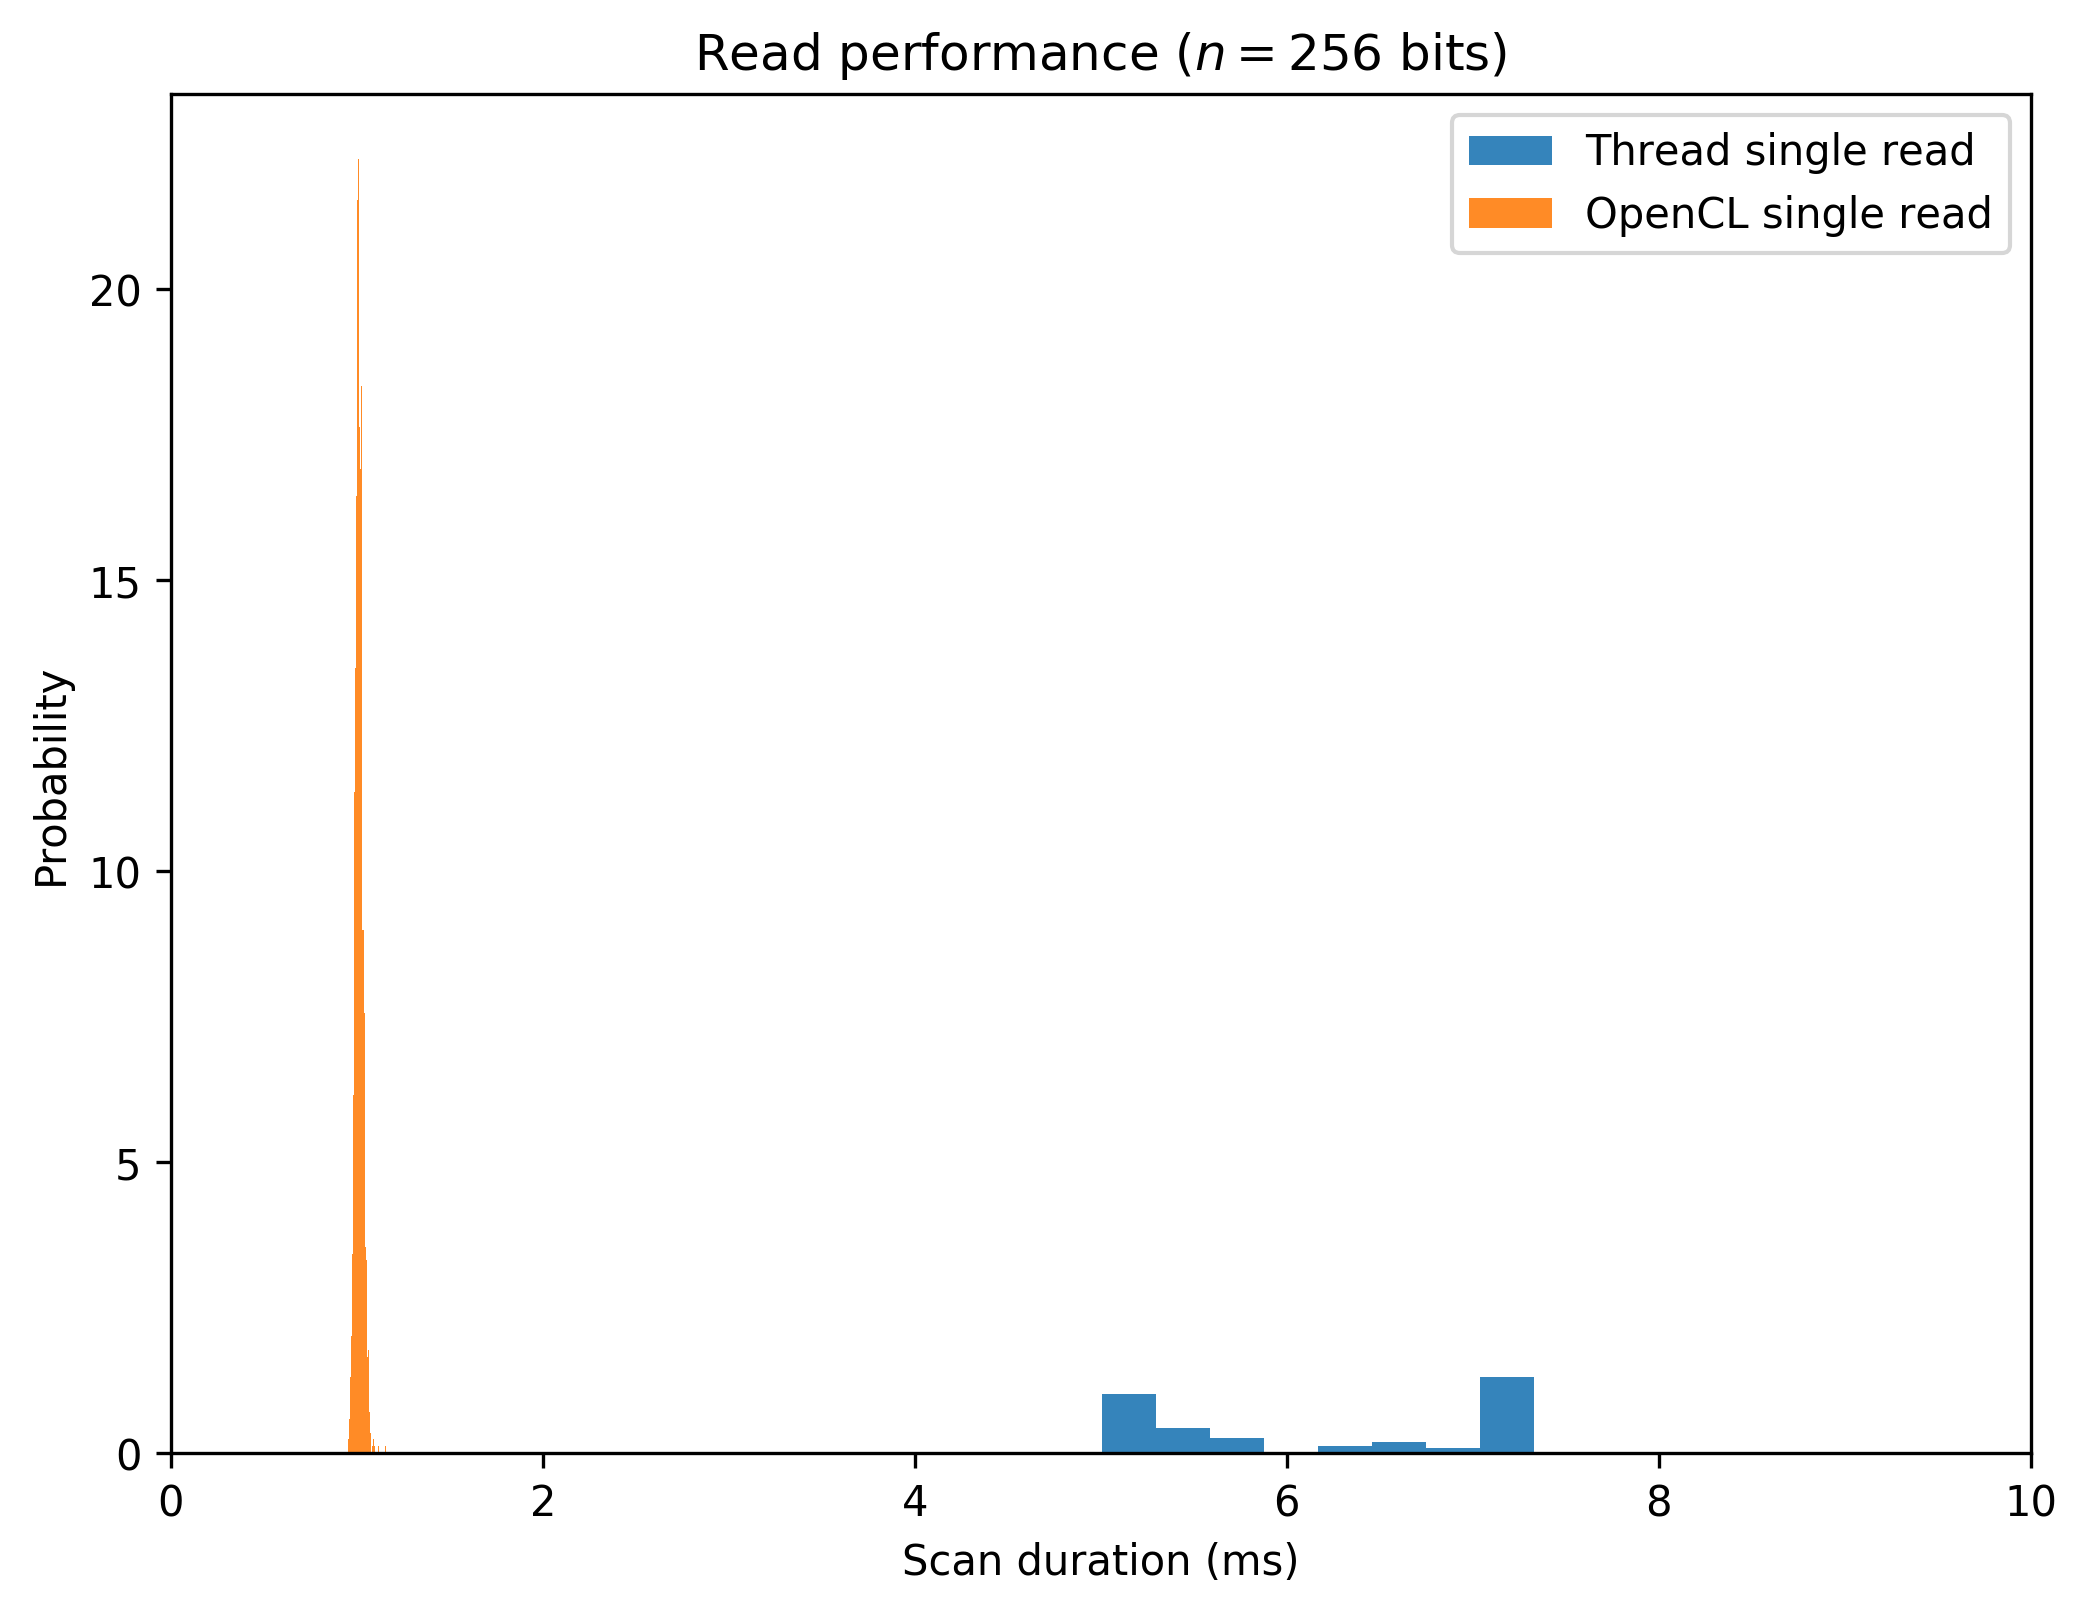 Read performance (n = 256 bits)
Thread single read
OpenCL single read
Probability
20
15
10
5
0
0 2 4 6 8 10
Scan duration (ms)